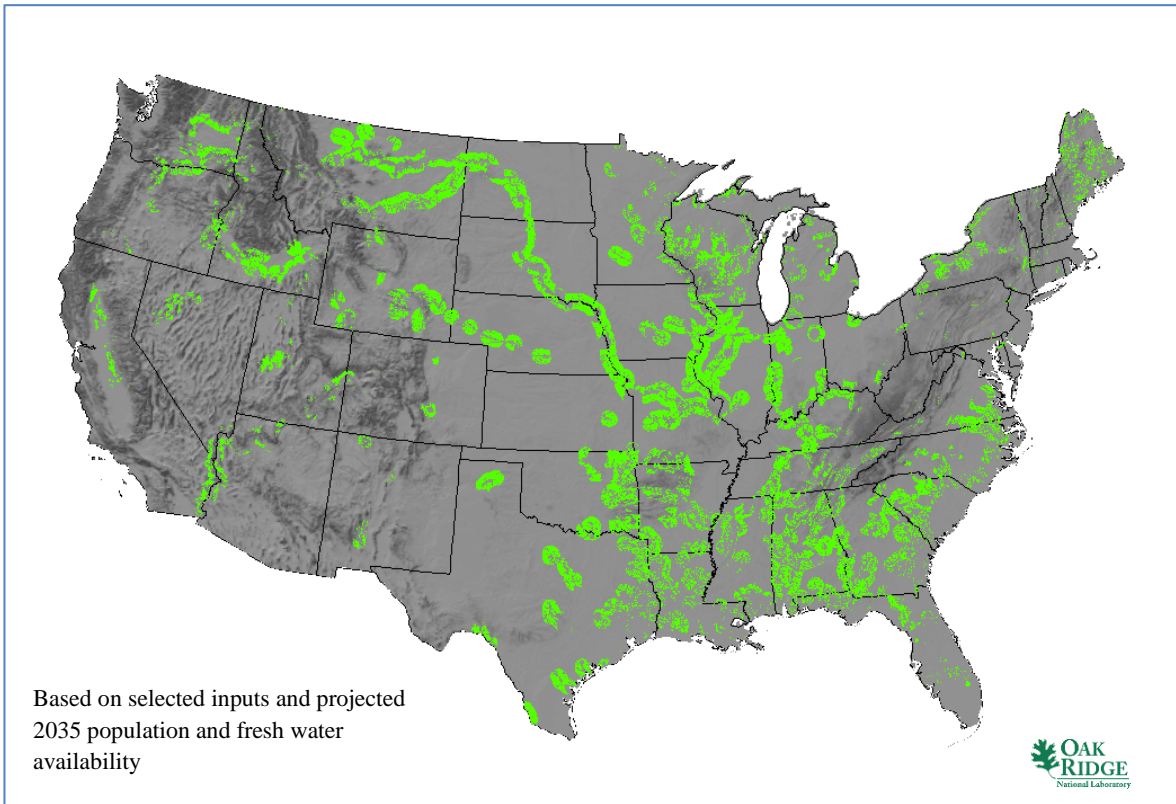 Based on selected inputs and projected
2035 population and fresh water
availability
OAK
RIDGE
National Laboratory